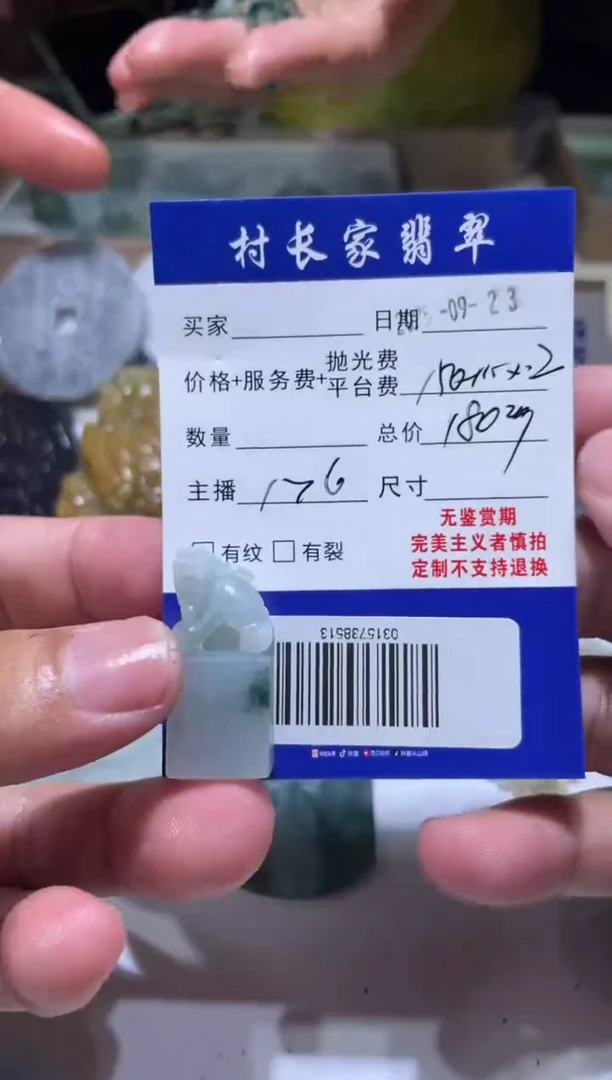 村长家翡翠
买家 日期 -09-23
价格+服务费+抛光费平台费
数量 总价
主播 176 尺寸
无鉴赏期
有纹 有裂 完美主义者慎拍
定制不支持退换
0315738513